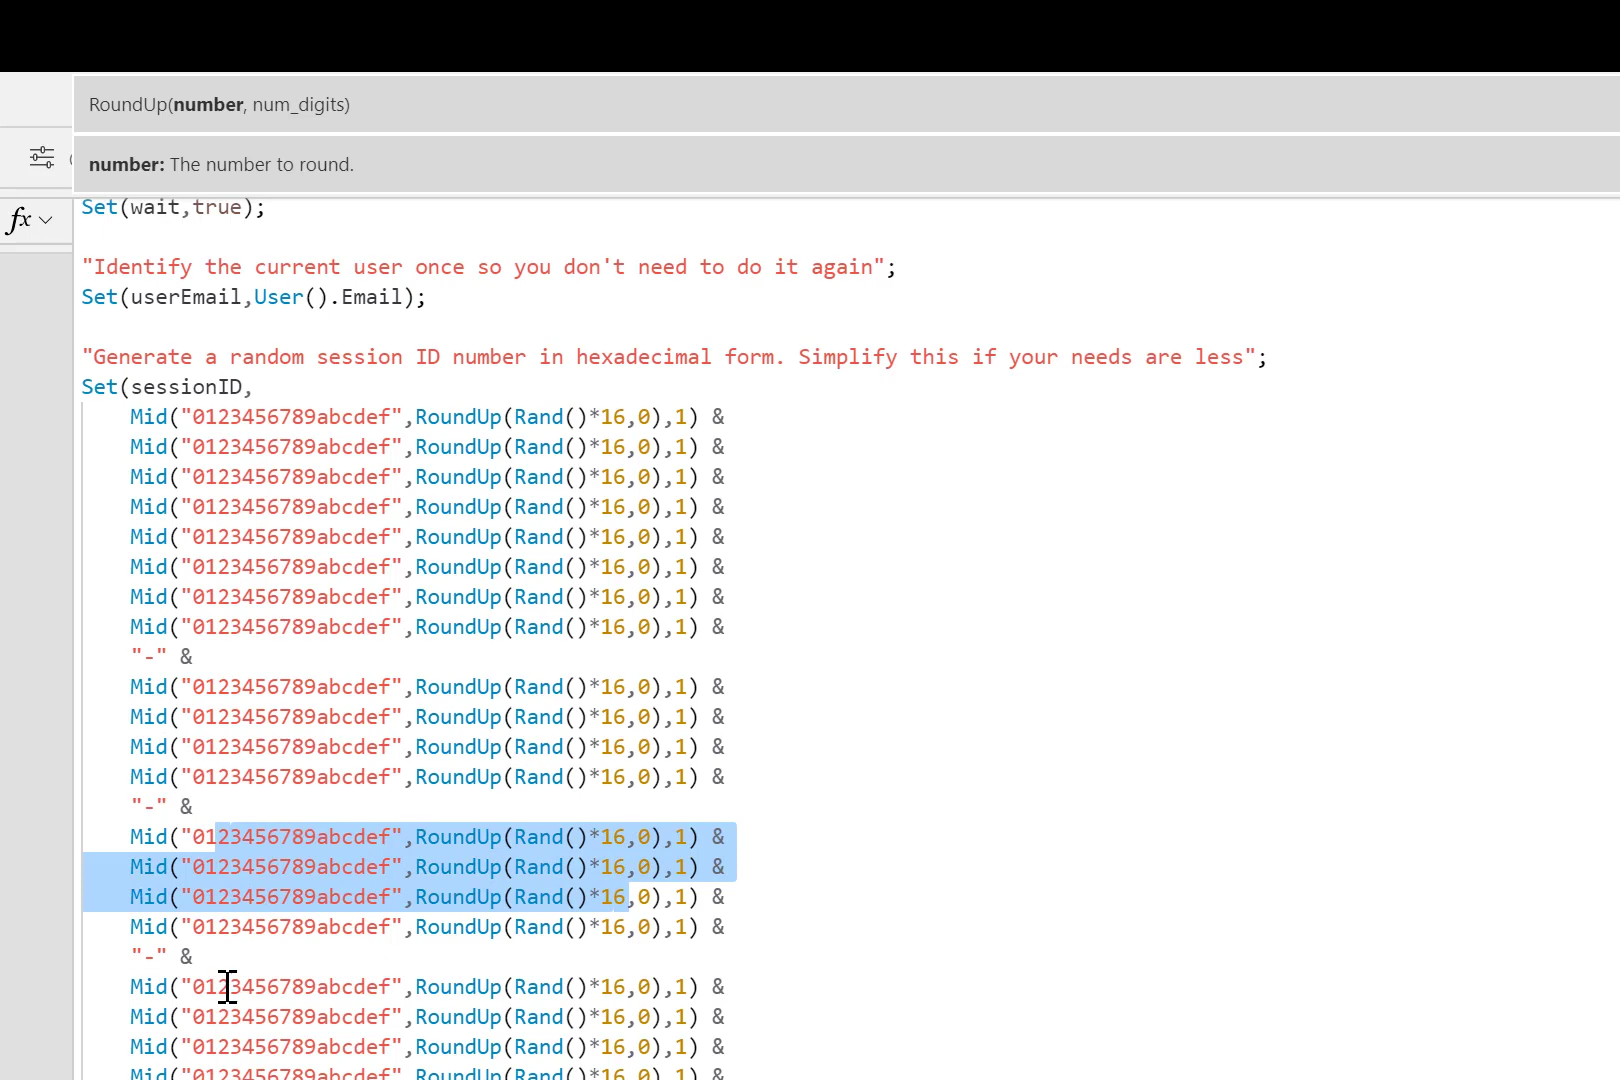 RoundUp(number, num_digits)
number: The number to round.
fx
Set(wait,true);
"Identify the current user once so you don't need to do it again";
Set(userEmail,User().Email);
"Generate a random session ID number in hexadecimal form. Simplify this if your needs are less";
Set(sessionID,
Mid("0123456789abcdef",RoundUp(Rand()*16,0),1) &
Mid("0123456789abcdef",RoundUp(Rand()*16,0),1) &
Mid("0123456789abcdef",RoundUp(Rand()*16,0),1) &
Mid("0123456789abcdef",RoundUp(Rand()*16,0),1) &
Mid("0123456789abcdef",RoundUp(Rand()*16,0),1) &
Mid("0123456789abcdef",RoundUp(Rand()*16,0),1) &
Mid("0123456789abcdef",RoundUp(Rand()*16,0),1) &
Mid("0123456789abcdef",RoundUp(Rand()*16,0),1) &
"-" &
Mid("0123456789abcdef",RoundUp(Rand()*16,0),1) &
Mid("0123456789abcdef",RoundUp(Rand()*16,0),1) &
Mid("0123456789abcdef",RoundUp(Rand()*16,0),1) &
Mid("0123456789abcdef",RoundUp(Rand()*16,0),1) &
"-" &
Mid("0123456789abcdef",RoundUp(Rand()*16,0),1) &
Mid("0123456789abcdef",RoundUp(Rand()*16,0),1) &
Mid("0123456789abcdef",RoundUp(Rand()*16,0),1) &
Mid("0123456789abcdef",RoundUp(Rand()*16,0),1) &
"-" &
Mid("0123456789abcdef",RoundUp(Rand()*16,0),1) &
Mid("0123456789abcdef",RoundUp(Rand()*16,0),1) &
Mid("0123456789abcdef",RoundUp(Rand()*16,0),1) &
Mid("0123456789abcdef",RoundUp(Rand()*16,0),1) &